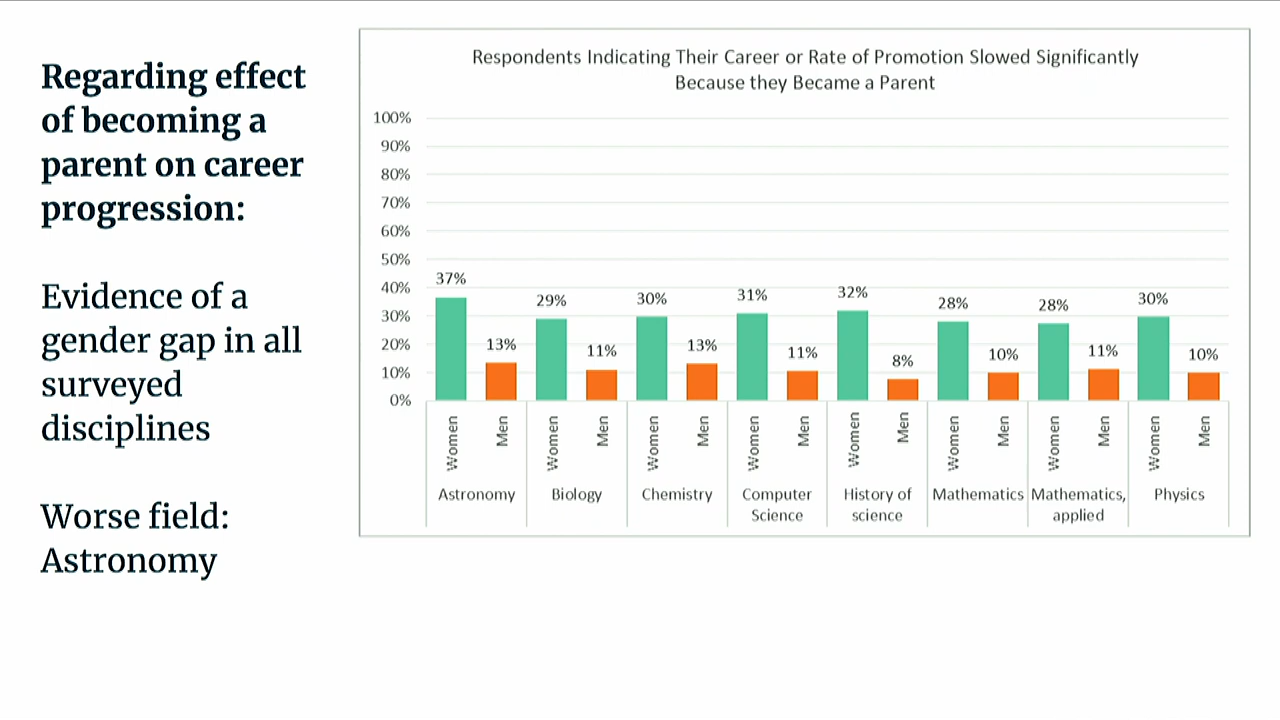 Regarding effect
of becoming a
parent on career
progression:
Evidence of a
gender gap in all
surveyed
disciplines
Worse field:
Astronomy
Respondents Indicating Their Career or Rate of Promotion Slowed Significantly
Because they Became a Parent
100%
90%
80%
70%
60%
50%
40%
30%
20%
10%
0%
37% 13% 29% 11% 30% 13% 31% 11% 32% 8% 28% 10% 28% 11% 30% 10%
Women Men Women Men Women Men Women Men Women Men Women Men Women Men Women Men
Astronomy Biology Chemistry Computer History of Mathematics Mathematics, Physics
Science science applied